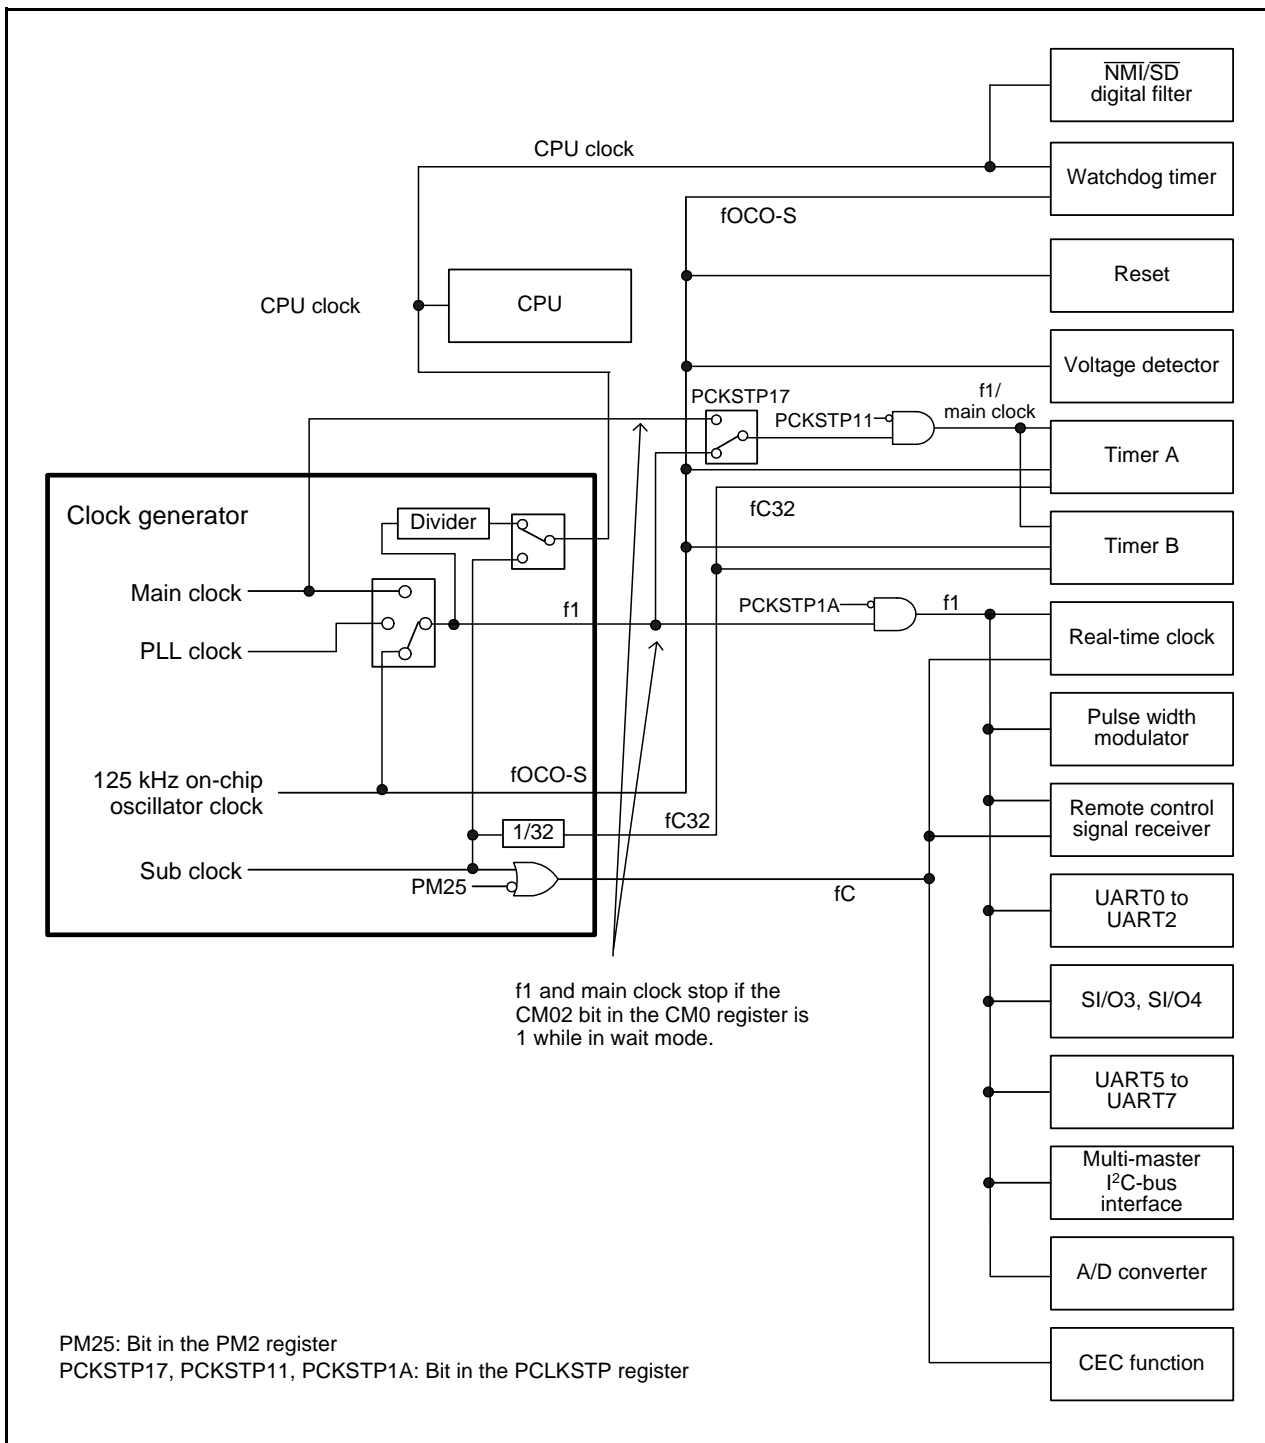 NMI/SD
digital filter
CPU clock
Watchdog timer
fOCO-S
Reset
CPU clock
CPU
Voltage detector
PCKSTP17
f1/
main clock
PCKSTP11
Timer A
fC32
Clock generator
Divider
Timer B
Main clock
f1
PCKSTP1A
f1
Real-time clock
PLL clock
Pulse width
modulator
125 kHz on-chip
oscillator clock
fOCO-S
Remote control
signal receiver
1/32
fC32
Sub clock
PM25
fC
UART0 to
UART2
f1 and main clock stop if the
CM02 bit in the CM0 register is
1 while in wait mode.
SI/O3, SI/O4
UART5 to
UART7
Multi-master
I²C-bus
interface
A/D converter
PM25: Bit in the PM2 register
PCKSTP17, PCKSTP11, PCKSTP1A: Bit in the PCLKSTP register
CEC function